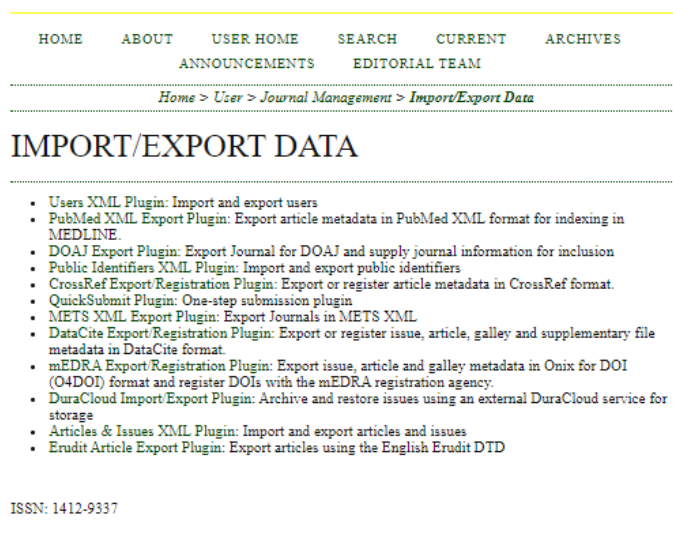 HOME ABOUT USER HOME SEARCH CURRENT ARCHIVES
ANNOUNCEMENTS EDITORIAL TEAM
Home > User > Journal Management > Import/Export Data
IMPORT/EXPORT DATA
• Users XML Plugin: Import and export users
• PubMed XML Export Plugin: Export article metadata in PubMed XML format for indexing in
MEDLINE.
• DOAJ Export Plugin: Export Journal for DOAJ and supply journal information for inclusion
• Public Identifiers XML Plugin: Import and export public identifiers
• CrossRef Export/Registration Plugin: Export or register article metadata in CrossRef format.
• QuickSubmit Plugin: One-step submission plugin
• METS XML Export Plugin: Export Journals in METS XML
• DataCite Export/Registration Plugin: Export or register issue, article, galley and supplementary file
metadata in DataCite format.
• mEDRA Export/Registration Plugin: Export issue, article and galley metadata in Onix for DOI
(O4DOI) format and register DOIs with the mEDRA registration agency.
• DuraCloud Import/Export Plugin: Archive and restore issues using an external DuraCloud service for
storage
• Articles & Issues XML Plugin: Import and export articles and issues
• Erudit Article Export Plugin: Export articles using the English Erudit DTD
ISSN: 1412-9337